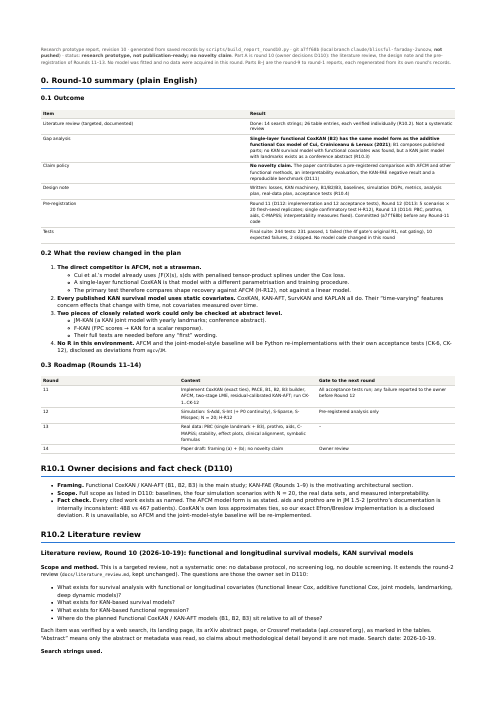 Research prototype report, revision 10 · generated from saved records by scripts/build_report_round10.py · git a7ff68b (local branch claude/blissful-faraday-, not
pushed) · status: research prototype, not publication-ready; no novelty claim. Part A is round 10 (owner decisions D110; the literature review, the design note and the pre-
registration of Rounds 11–13. No model was fitted and no data were acquired in this round. Parts B–J are the round-9 to round-1 reports, each regenerated from its own round's records.
0. Round-10 summary (plain English)
0.1 Outcome
Item Result
Literature review (targeted, documented) Done: 14 search strings; 26 table entries, each verified individually (R10.2). Not a systematic
review
Gap analysis Single-layer functional CoxKAN (B2) has the same model form as the additive
functional Cox model of Cui, Crainiceanu & Leroux (2021); B1 composes published
parts; no KAN survival model with functional covariates was found, but a KAN joint model
with landmarks exists as a conference abstract (R10.3)
Claim policy No novelty claim. The paper contributes a pre-registered comparison with AFCM and other
functional methods, an interpretability evaluation, the KAN-FAE negative result and a
reproducible benchmark (D111)
Design note Written: losses, KAN machinery, B1/B2/B3, baselines, simulation DGPs, metrics, analysis
plan, real-data plan, acceptance tests (R10.4)
Pre-registration Round 11 (D112: implementation and 12 acceptance tests), Round 12 (D113: 5 scenarios ×
20 fresh-seed replicates, single confirmatory test H-R12), Round 13 (D114: PBC, prothro,
aids, C-MAPSS; interpretability measures fixed). Committed (a7ff68b) before any Round-11
code
Tests Final suite: 244 tests: 231 passed, 1 failed (the 9f gate's original R1, not gating), 10
expected failures, 2 skipped. No model code changed in this round
0.2 What the review changed in the plan
1. The direct competitor is AFCM, not a strawman.
Cui et al.'s model already uses ∫F(X(s), s)ds with penalised tensor-product splines under the Cox loss.
A single-layer functional CoxKAN is that model with a different parametrisation and training procedure.
The primary test therefore compares shape recovery against AFCM (H-R12), not against a linear model.
2. Every published KAN survival model uses static covariates. CoxKAN, KAN-AFT, SurvKAN and KAPLAN all do. Their "time-varying" features
concern effects that change with time, not covariates measured over time.
3. Two pieces of closely related work could only be checked at abstract level.
JM-KAN (a KAN joint model with yearly landmarks; conference abstract).
F-KAN (FPC scores → KAN for a scalar response).
Their full texts are needed before any "first" wording.
4. No R in this environment. AFCM and the joint-model-style baseline will be Python re-implementations with their own acceptance tests (CK-6, CK-
12), disclosed as deviations from mgcv/JM.
0.3 Roadmap (Rounds 11–14)
Round Content Gate to the next round
11 Implement CoxKAN (exact ties), PACE, B1, B2, B3 builder,
AFCM, two-stage LME, residual-calibrated KAN-AFT; run CK-
1..CK-12 All acceptance tests run; any failure reported to the owner
before Round 12
12 Simulation: S-Add, S-Int (+ P0 continuity), S-Sparse, S-
Misspec, N = 20; H-R12 Pre-registered analysis only
13 Real data: PBC (single landmark + B3), prothro, aids, C-
MAPSS; stability, effect plots, clinical alignment, symbolic
formulas –
14 Paper draft: framing (a) + (b); no novelty claim Owner review
R10.1 Owner decisions and fact check (D110)
Framing. Functional CoxKAN / KAN-AFT (B1, B2, B3) is the main study; KAN-FAE (Rounds 1–9) is the motivating architectural section.
Scope. Full scope as listed in D110: baselines, the four simulation scenarios with N = 20, the real data sets, and measured interpretability.
Fact check. Every cited work exists as named. The AFCM model form is as stated. aids and prothro are in JM 1.5-2 (prothro's documentation is
internally inconsistent: 488 vs 467 patients). CoxKAN's own loss approximates ties, so our exact Efron/Breslow implementation is a disclosed
deviation. R is unavailable, so AFCM and the joint-model-style baseline will be re-implemented.
R10.2 Literature review
Literature review, Round 10 (2026-10-19): functional and longitudinal survival models, KAN survival models
Scope and method. This is a targeted review, not a systematic one: no database protocol, no screening log, no double screening. It extends the round-2
review (docs/literature_review.md, kept unchanged). The questions are those the owner set in D110:
What exists for survival analysis with functional or longitudinal covariates (functional linear Cox, additive functional Cox, joint models, landmarking,
deep dynamic models)?
What exists for KAN-based survival models?
What exists for KAN-based functional regression?
Where do the planned Functional CoxKAN / KAN-AFT models (B1, B2, B3) sit relative to all of these?
Each item was verified by a web search, its landing page, its arXiv abstract page, or Crossref metadata (api.crossref.org), as marked in the tables.
"Abstract" means only the abstract or metadata was read, so claims about methodological detail beyond it are not made. Search date: 2026-10-19.
Search strings used.